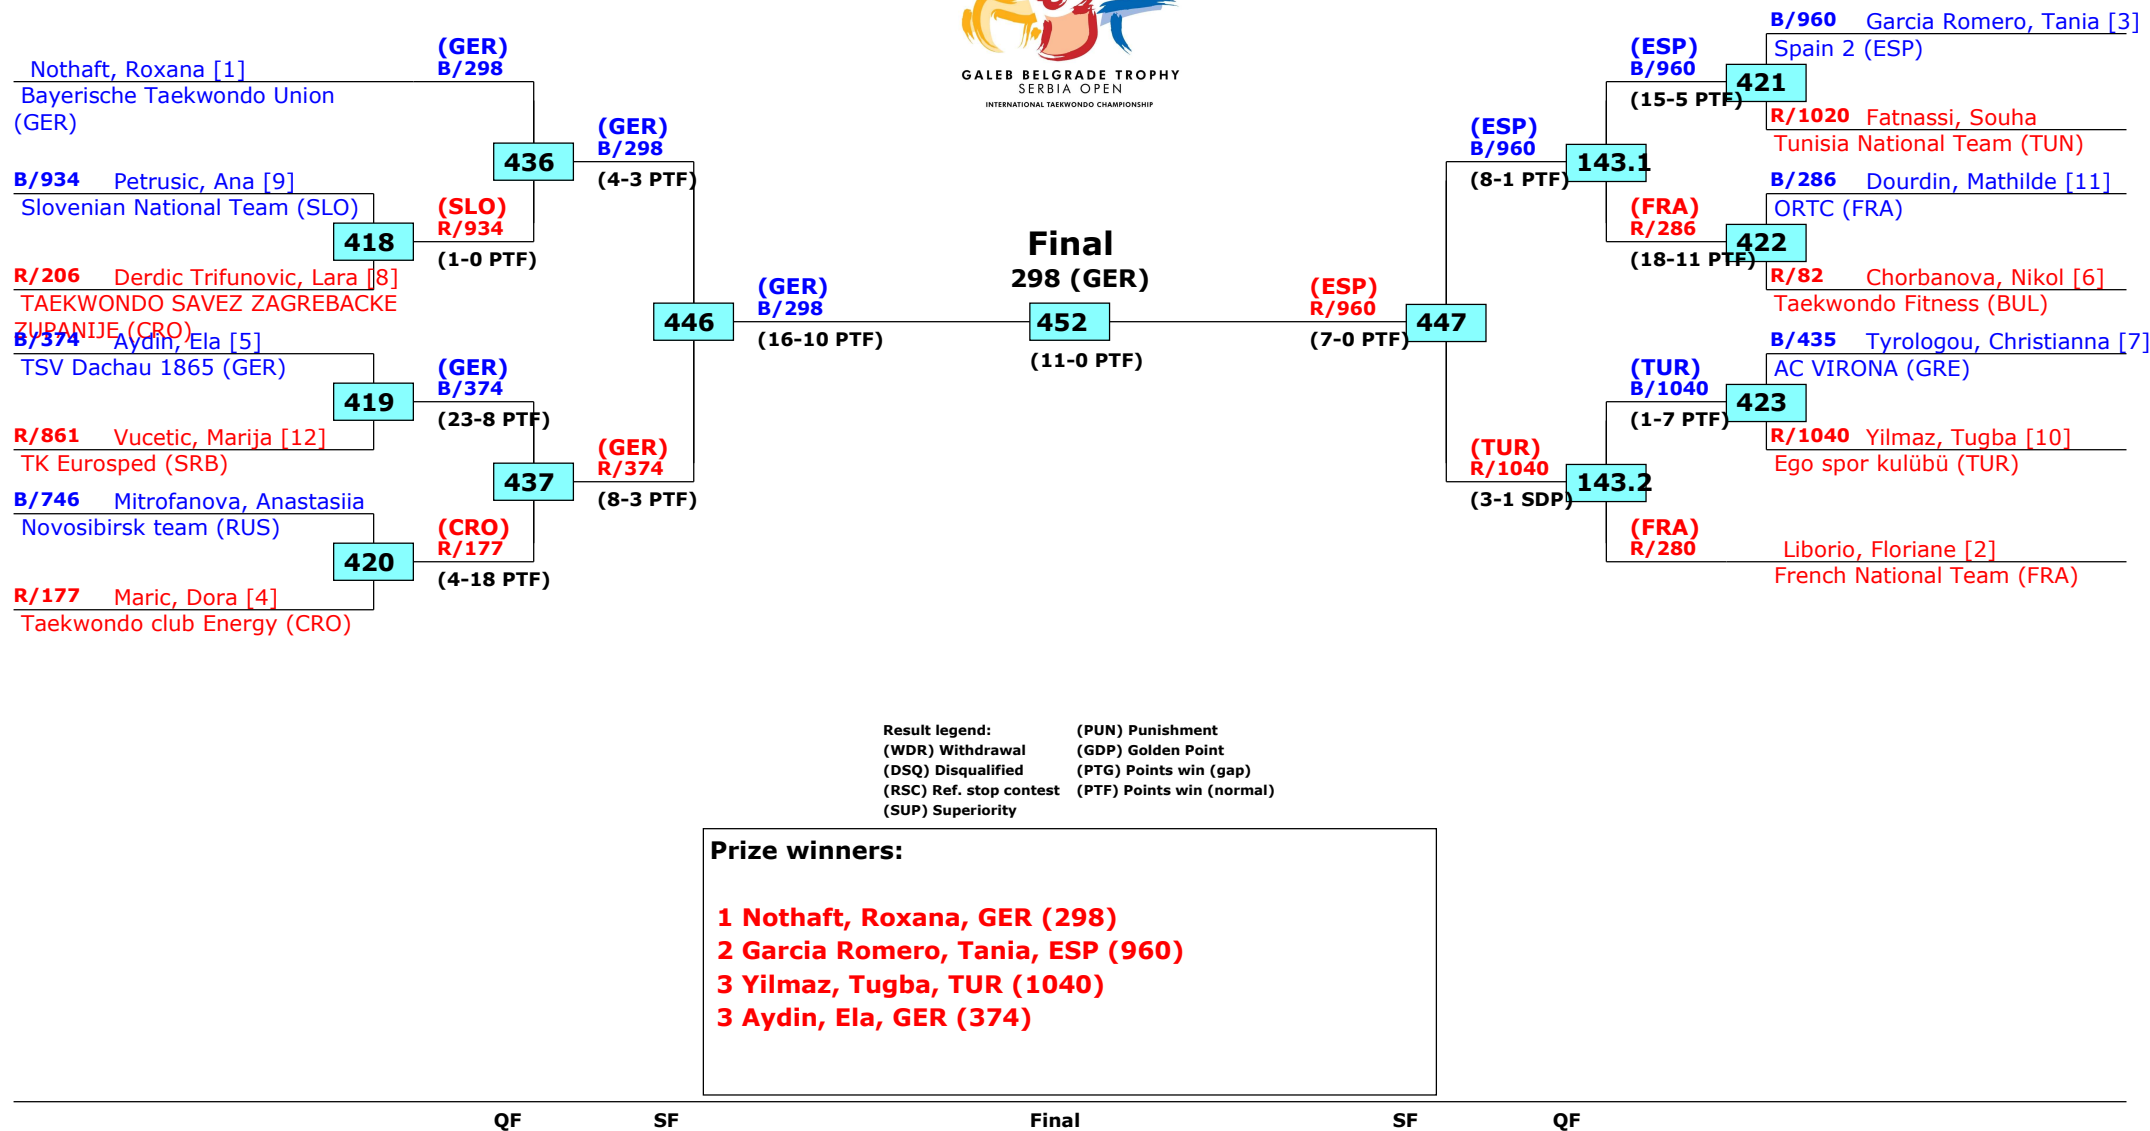 GALEB BELGRADE TROPHY
SERBIA OPEN
INTERNATIONAL TAEKWONDO CHAMPIONSHIP
Nothaft, Roxana [1]
Bayerische Taekwondo Union
(GER)
B/934 Petrusic, Ana [9]
Slovenian National Team (SLO)
418
R/206 Derdic Trifunovic, Lara [8]
TAEKWONDO SAVEZ ZAGREBACKE
ZUPANIJE (CRO)
B/374 Aydin, Ela [5]
TSV Dachau 1865 (GER)
419
R/861 Vucetic, Marija [12]
TK Eurosped (SRB)
B/746 Mitrofanova, Anastasiia
Novosibirsk team (RUS)
420
R/177 Maric, Dora [4]
Taekwondo club Energy (CRO)
(GER)
B/298
436
(SLO)
R/934
(1-0 PTF)
(GER)
B/374
(23-8 PTF)
437
(CRO)
R/177
(4-18 PTF)
(GER)
B/298
(4-3 PTF)
446
(GER)
R/374
(8-3 PTF)
(GER)
B/298
(16-10 PTF)
Final
298 (GER)
452
(11-0 PTF)
(ESP)
R/960
(7-0 PTF)
447
(ESP)
B/960
(8-1 PTF)
143.1
(TUR)
R/1040
(3-1 SDP)
143.2
(ESP)
B/960
(15-5 PTF)
421
(FRA)
R/286
(18-11 PTF)
422
(TUR)
B/1040
(1-7 PTF)
423
(FRA)
R/280
B/960 Garcia Romero, Tania [3]
Spain 2 (ESP)
R/1020 Fatnassi, Souha
Tunisia National Team (TUN)
B/286 Dourdin, Mathilde [11]
ORTC (FRA)
R/82 Chorbanova, Nikol [6]
Taekwondo Fitness (BUL)
B/435 Tyrologou, Christianna [7]
AC VIRONA (GRE)
R/1040 Yilmaz, Tugba [10]
Ego spor kulübü (TUR)
Liborio, Floriane [2]
French National Team (FRA)
Result legend: (PUN) Punishment
(WDR) Withdrawal (GDP) Golden Point
(DSQ) Disqualified (PTG) Points win (gap)
(RSC) Ref. stop contest (PTF) Points win (normal)
(SUP) Superiority
Prize winners:
1 Nothaft, Roxana, GER (298)
2 Garcia Romero, Tania, ESP (960)
3 Yilmaz, Tugba, TUR (1040)
3 Aydin, Ela, GER (374)
QF SF Final SF QF